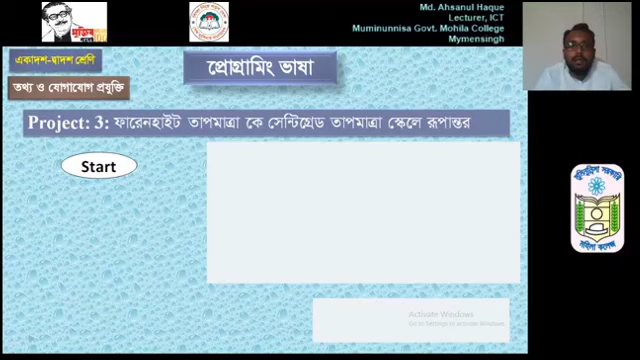 Md. Ahsanul Haque
Lecturer, ICT
Muminunnisa Govt. Mohila College
Mymensingh
একাদশ-দ্বাদশ শ্রেণি
প্রোগ্রামিং ভাষা
তথ্য ও যোগাযোগ প্রযুক্তি
Project: 3: ফারেনহাইট তাপমাত্রা কে সেন্টিগ্রেড তাপমাত্রা স্কেলে রূপান্তর
Start
Activate Windows
Go to Settings to activate Windows.